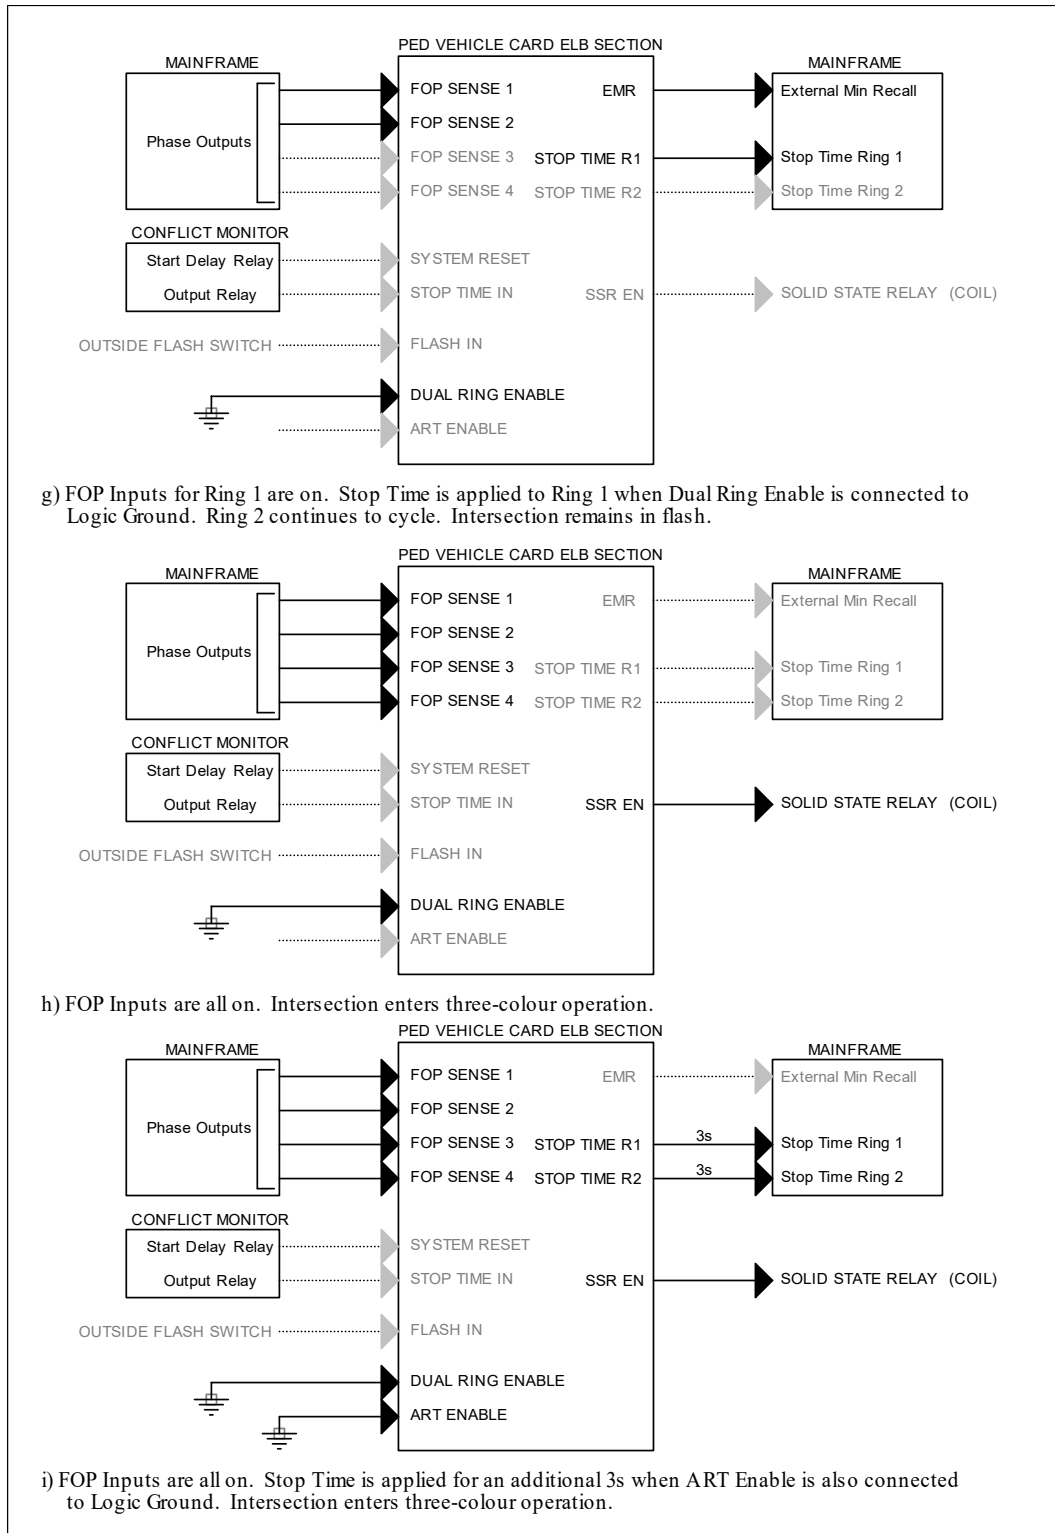 PED VEHICLE CARD ELB SECTION
MAINFRAME
MAINFRAME
FOP SENSE 1
EMR
External Min Recall
FOP SENSE 2
Phase Outputs
FOP SENSE 3
STOP TIME R1
Stop Time Ring 1
FOP SENSE 4
STOP TIME R2
Stop Time Ring 2
CONFLICT MONITOR
Start Delay Relay
SYSTEM RESET
Output Relay
STOP TIME IN
SSR EN
SOLID STATE RELAY (COIL)
OUTSIDE FLASH SWITCH
FLASH IN
DUAL RING ENABLE
ART ENABLE
g) FOP Inputs for Ring 1 are on. Stop Time is applied to Ring 1 when Dual Ring Enable is connected to
Logic Ground. Ring 2 continues to cycle. Intersection remains in flash.
PED VEHICLE CARD ELB SECTION
MAINFRAME
MAINFRAME
FOP SENSE 1
EMR
External Min Recall
FOP SENSE 2
Phase Outputs
FOP SENSE 3
STOP TIME R1
Stop Time Ring 1
FOP SENSE 4
STOP TIME R2
Stop Time Ring 2
CONFLICT MONITOR
Start Delay Relay
SYSTEM RESET
Output Relay
STOP TIME IN
SSR EN
SOLID STATE RELAY (COIL)
OUTSIDE FLASH SWITCH
FLASH IN
DUAL RING ENABLE
ART ENABLE
h) FOP Inputs are all on. Intersection enters three-colour operation.
PED VEHICLE CARD ELB SECTION
MAINFRAME
MAINFRAME
FOP SENSE 1
EMR
External Min Recall
FOP SENSE 2
Phase Outputs
FOP SENSE 3
STOP TIME R1
3s
Stop Time Ring 1
FOP SENSE 4
STOP TIME R2
3s
Stop Time Ring 2
CONFLICT MONITOR
Start Delay Relay
SYSTEM RESET
Output Relay
STOP TIME IN
SSR EN
SOLID STATE RELAY (COIL)
OUTSIDE FLASH SWITCH
FLASH IN
DUAL RING ENABLE
ART ENABLE
i) FOP Inputs are all on. Stop Time is applied for an additional 3s when ART Enable is also connected
to Logic Ground. Intersection enters three-colour operation.